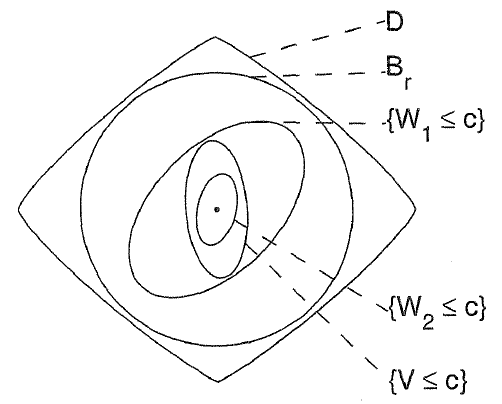 D
B_r
{W_1 ≤ c}
{W_2 ≤ c}
{V ≤ c}